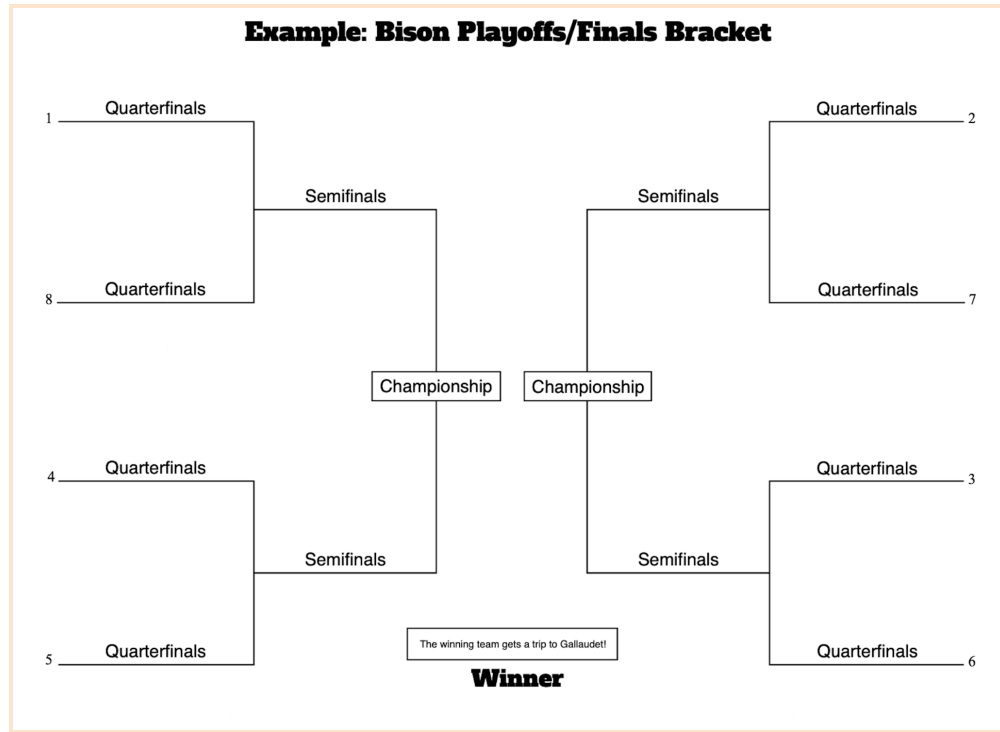 Example: Bison Playoffs/Finals Bracket
1 Quarterfinals
Quarterfinals 2
Semifinals
Semifinals
8 Quarterfinals
Quarterfinals 7
Championship
Championship
4 Quarterfinals
Quarterfinals 3
Semifinals
Semifinals
The winning team gets a trip to Gallaudet!
5 Quarterfinals
Quarterfinals 6
Winner